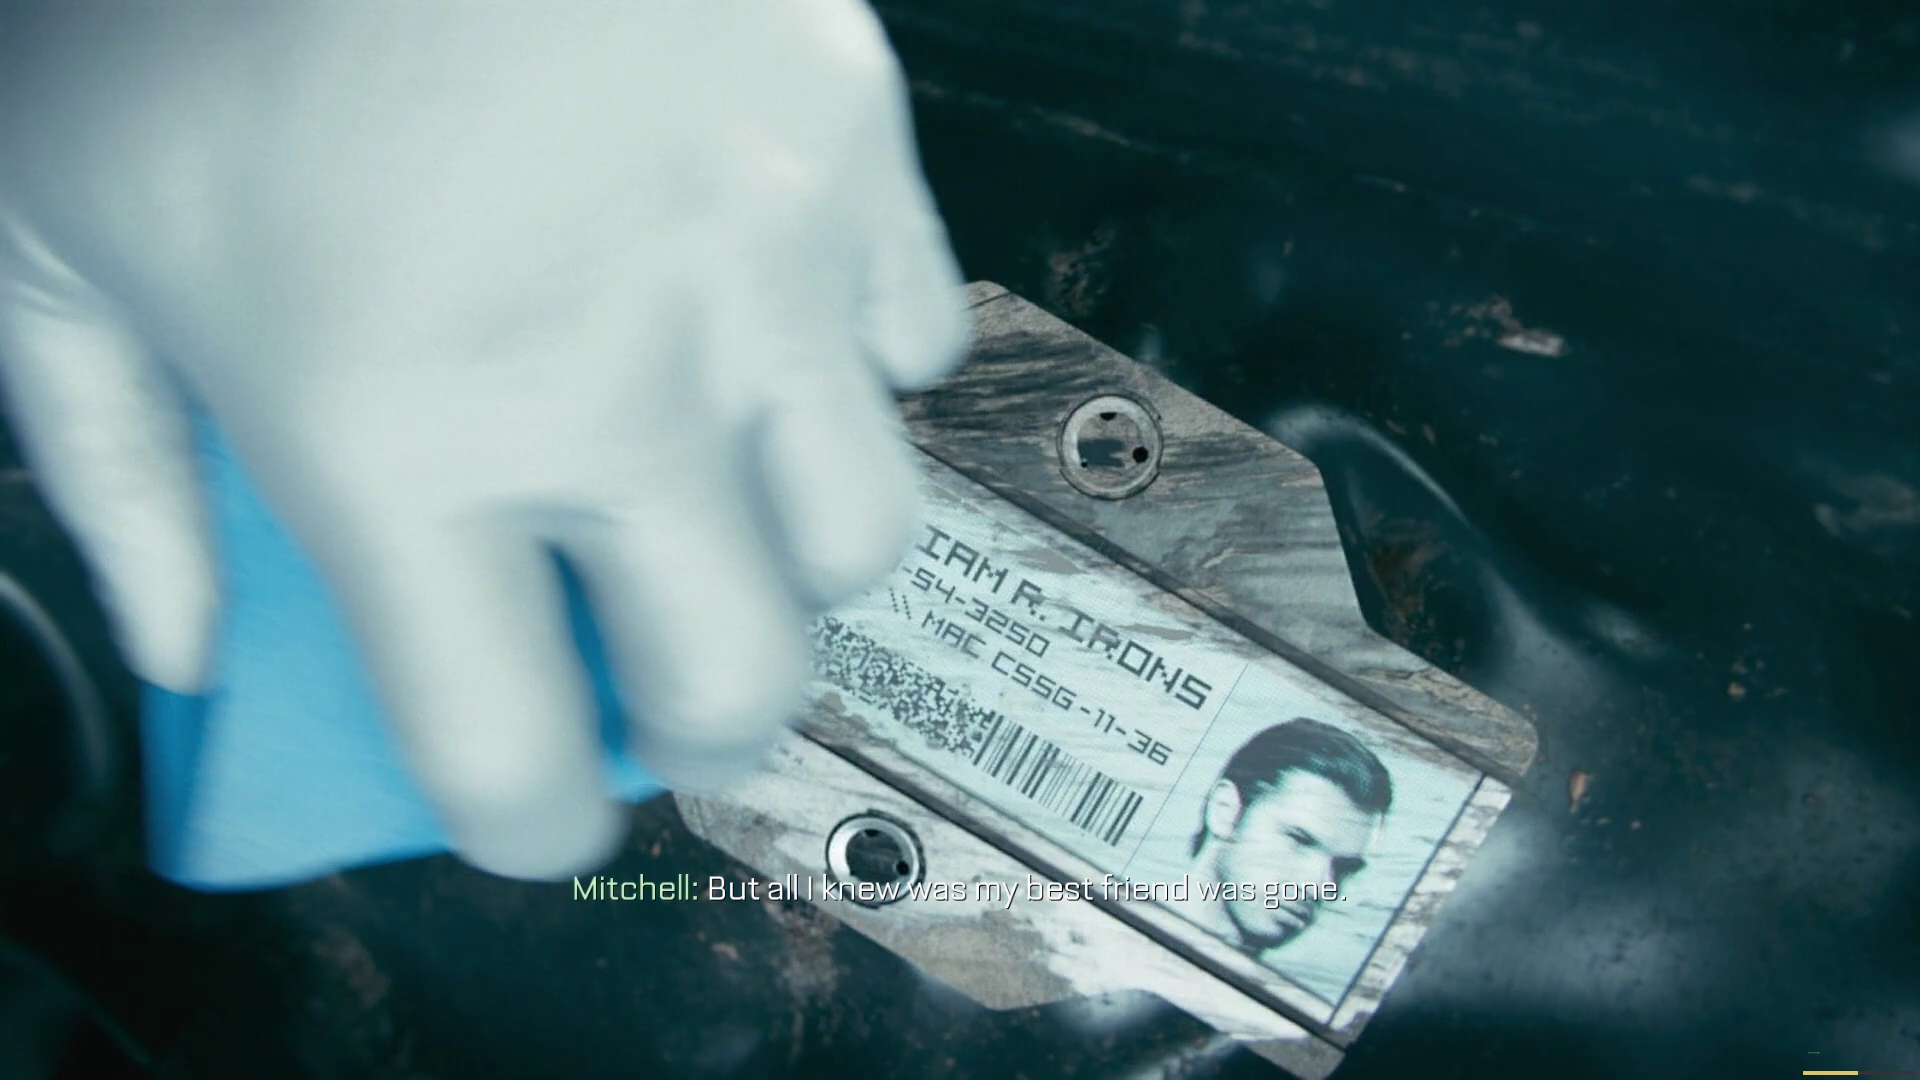 IAM R. IRONS
-54-3250
\\ MAC CSSG-11-36
Mitchell: But all I knew was my best friend was gone.